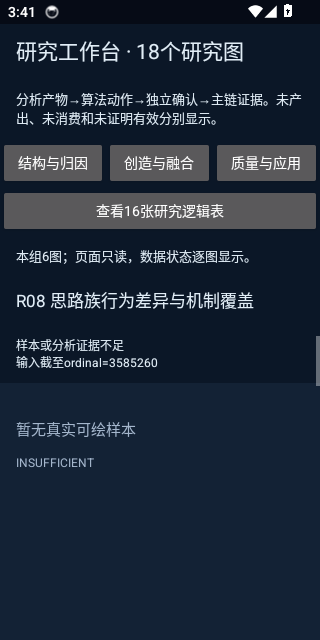 3:41
研究工作台 · 18个研究图
分析产物→算法动作→独立确认→主链证据。未产
出、未消费和未证明有效分别显示。
结构与归因
创造与融合
质量与应用
查看16张研究逻辑表
本组6图；页面只读，数据状态逐图显示。
R08 思路族行为差异与机制覆盖
样本或分析证据不足
输入截至ordinal=3585260
暂无真实可绘样本
INSUFFICIENT